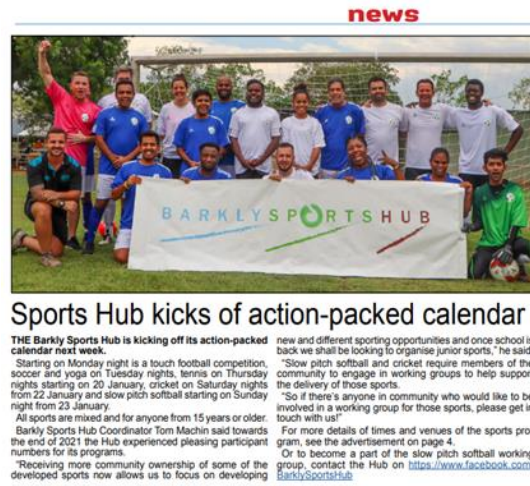 news
BARKLY SPORTS HUB
Sports Hub kicks of action-packed calendar
THE Barkly Sports Hub is kicking off its action-packed
calendar next week.
Starting on Monday night is a touch football competition,
soccer and yoga on Tuesday nights, tennis on Thursday
nights starting on 20 January, cricket on Saturday nights
from 22 January and slow pitch softball starting on Sunday
night from 23 January.
All sports are mixed and for anyone from 15 years or older.
Barkly Sports Hub Coordinator Tom Machin said towards
the end of 2021 the Hub experienced pleasing participant
numbers for its programs.
"Receiving more community ownership of some of the
developed sports now allows us to focus on developing
new and different sporting opportunities and once school is
back we shall be looking to organise junior sports," he said
"Slow pitch softball and cricket require members of the
community to engage in working groups to help suppor
the delivery of those sports.
"So if there's anyone in community who would like to be
involved in a working group for those sports, please get in
touch with us!"
For more details of times and venues of the sports pro
gram, see the advertisement on page 4.
Or to become a part of the slow pitch softball working
group, contact the Hub on https://www.facebook.com
BarklySportsHub